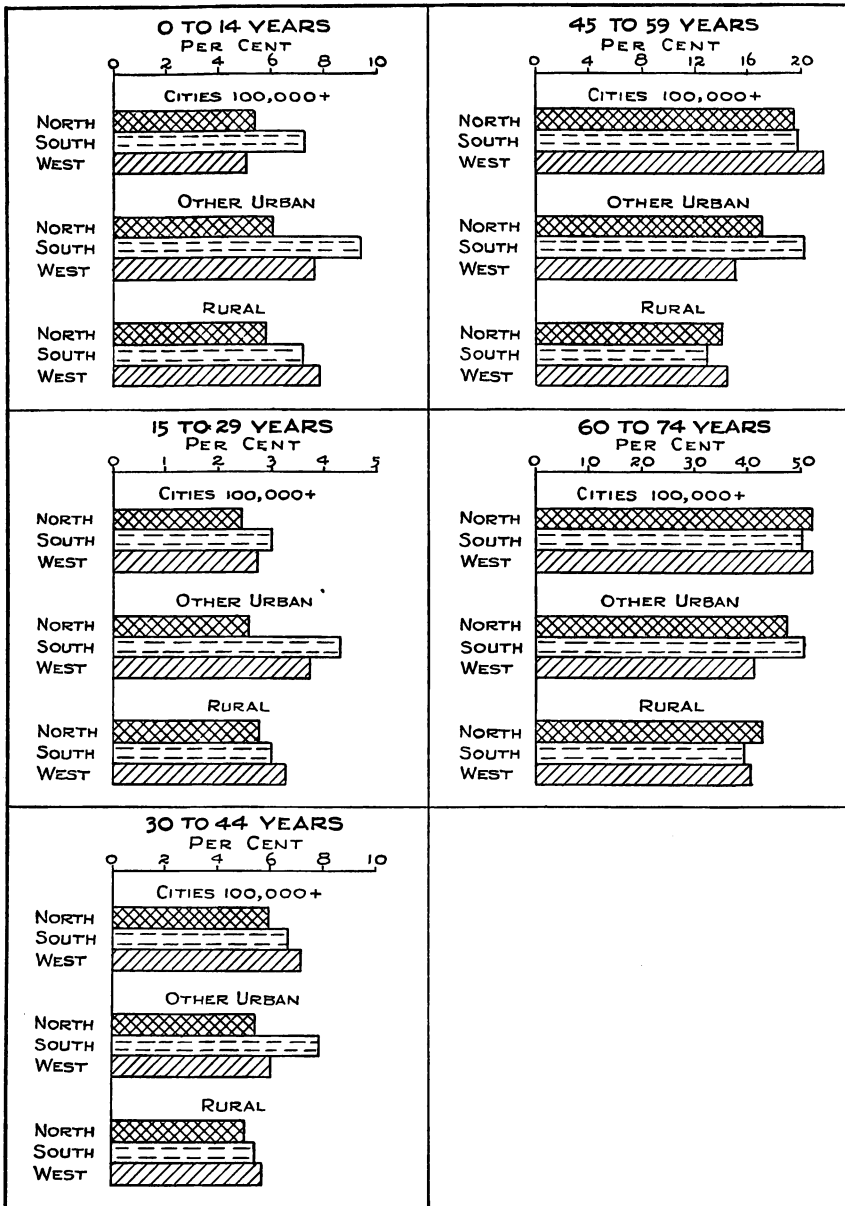 0 TO 14 YEARS
PER CENT
0 2 4 6 8 10
CITIES 100,000+
NORTH
SOUTH
WEST
OTHER URBAN
NORTH
SOUTH
WEST
RURAL
NORTH
SOUTH
WEST
45 TO 59 YEARS
PER CENT
0 4 8 12 16 20
CITIES 100,000+
NORTH
SOUTH
WEST
OTHER URBAN
NORTH
SOUTH
WEST
RURAL
NORTH
SOUTH
WEST
15 TO 29 YEARS
PER CENT
0 1 2 3 4 5
CITIES 100,000+
NORTH
SOUTH
WEST
OTHER URBAN
NORTH
SOUTH
WEST
RURAL
NORTH
SOUTH
WEST
60 TO 74 YEARS
PER CENT
0 10 20 30 40 50
CITIES 100,000+
NORTH
SOUTH
WEST
OTHER URBAN
NORTH
SOUTH
WEST
RURAL
NORTH
SOUTH
WEST
30 TO 44 YEARS
PER CENT
0 2 4 6 8 10
CITIES 100,000+
NORTH
SOUTH
WEST
OTHER URBAN
NORTH
SOUTH
WEST
RURAL
NORTH
SOUTH
WEST